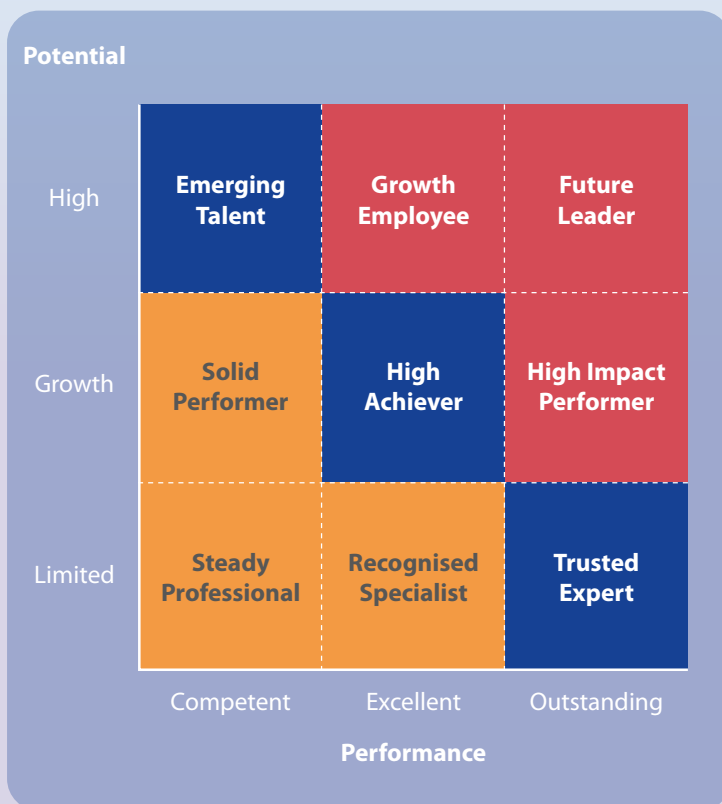 Potential
High
Emerging
Talent
Growth
Employee
Future
Leader
Growth
Solid
Performer
High
Achiever
High Impact
Performer
Limited
Steady
Professional
Recognised
Specialist
Trusted
Expert
Competent
Excellent
Outstanding
Performance